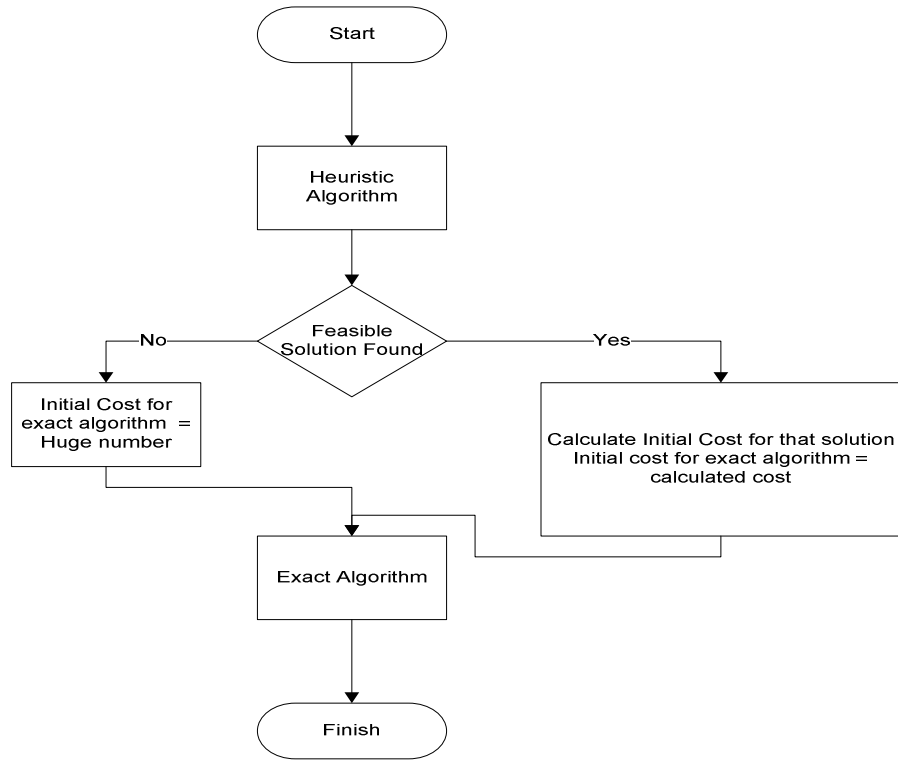 Start
Heuristic
Algorithm
Feasible
Solution Found
No
Yes
Initial Cost for
exact algorithm =
Huge number
Calculate Initial Cost for that solution
Initial cost for exact algorithm =
calculated cost
Exact Algorithm
Finish